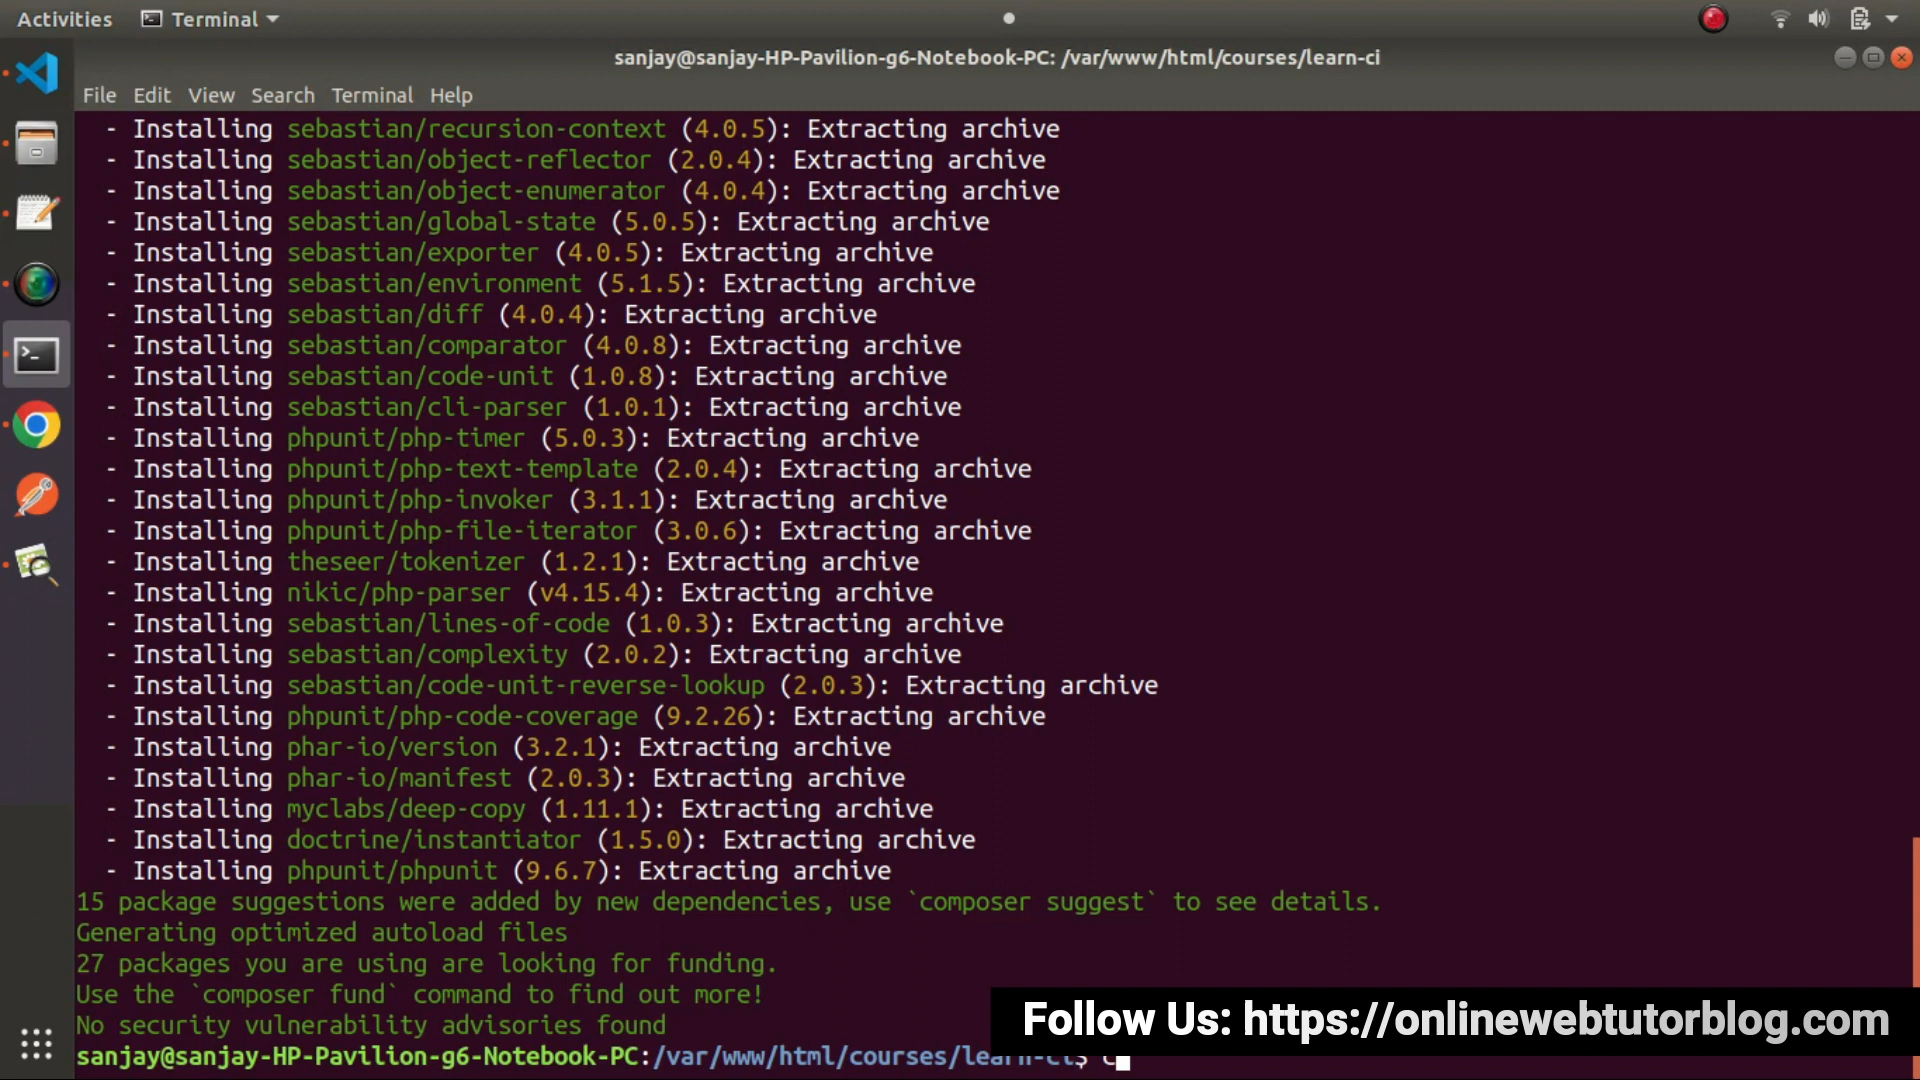 Activities Terminal
sanjay@sanjay-HP-Pavilion-g6-Notebook-PC: /var/www/html/courses/learn-ci
File Edit View Search Terminal Help
- Installing sebastian/recursion-context (4.0.5): Extracting archive
- Installing sebastian/object-reflector (2.0.4): Extracting archive
- Installing sebastian/object-enumerator (4.0.4): Extracting archive
- Installing sebastian/global-state (5.0.5): Extracting archive
- Installing sebastian/exporter (4.0.5): Extracting archive
- Installing sebastian/environment (5.1.5): Extracting archive
- Installing sebastian/diff (4.0.4): Extracting archive
- Installing sebastian/comparator (4.0.8): Extracting archive
- Installing sebastian/code-unit (1.0.8): Extracting archive
- Installing sebastian/cli-parser (1.0.1): Extracting archive
- Installing phpunit/php-timer (5.0.3): Extracting archive
- Installing phpunit/php-text-template (2.0.4): Extracting archive
- Installing phpunit/php-invoker (3.1.1): Extracting archive
- Installing phpunit/php-file-iterator (3.0.6): Extracting archive
- Installing theseer/tokenizer (1.2.1): Extracting archive
- Installing nikic/php-parser (v4.15.4): Extracting archive
- Installing sebastian/lines-of-code (1.0.3): Extracting archive
- Installing sebastian/complexity (2.0.2): Extracting archive
- Installing sebastian/code-unit-reverse-lookup (2.0.3): Extracting archive
- Installing phpunit/php-code-coverage (9.2.26): Extracting archive
- Installing phar-io/version (3.2.1): Extracting archive
- Installing phar-io/manifest (2.0.3): Extracting archive
- Installing myclabs/deep-copy (1.11.1): Extracting archive
- Installing doctrine/instantiator (1.5.0): Extracting archive
- Installing phpunit/phpunit (9.6.7): Extracting archive
15 package suggestions were added by new dependencies, use `composer suggest` to see details.
Generating optimized autoload files
27 packages you are using are looking for funding.
Use the `composer fund` command to find out more!
No security vulnerability advisories found
Follow Us: https://onlinewebtutorblog.com
sanjay@sanjay-HP-Pavilion-g6-Notebook-PC:/var/www/html/courses/learn-ci$ c